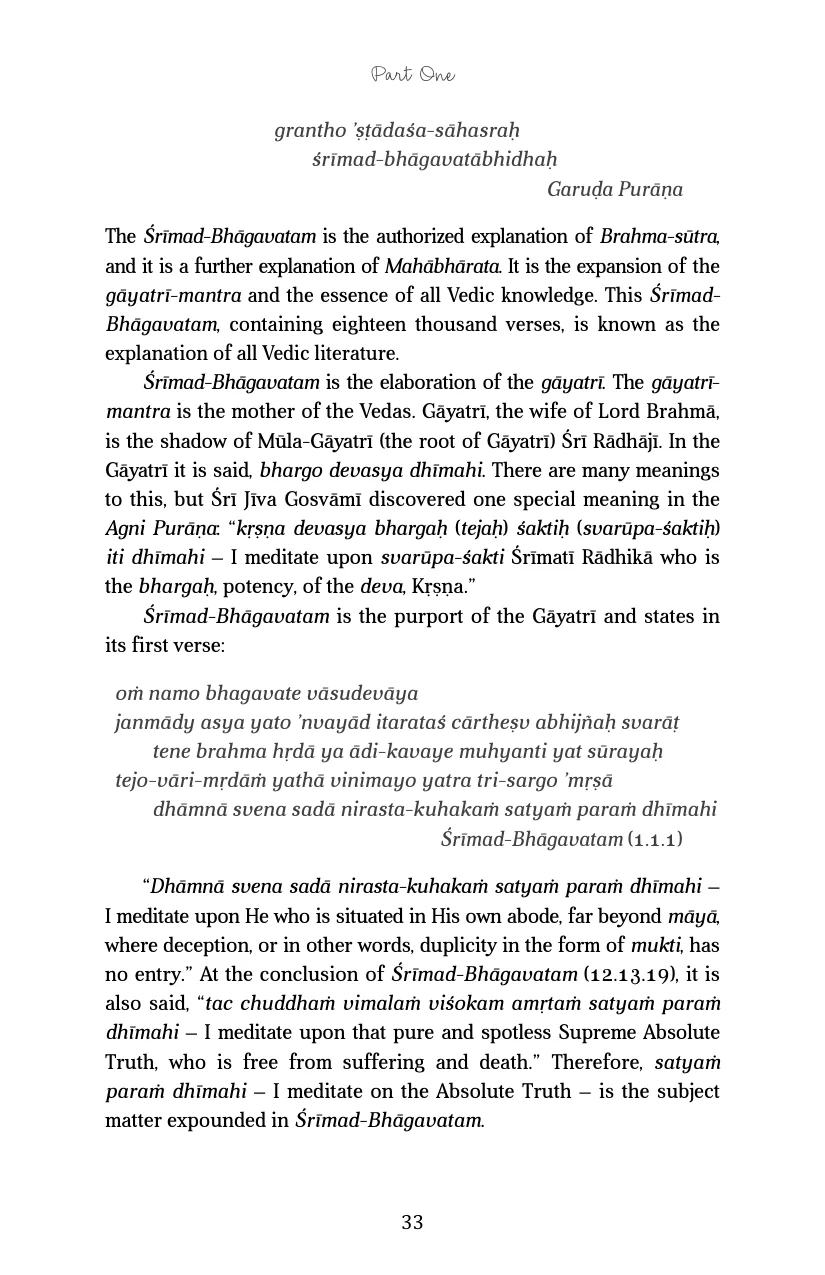 Part One
grantho ’ṣṭādaśa-sāhasraḥ
śrīmad-bhāgavatābhidhaḥ
Garuḍa Purāṇa
The Śrīmad-Bhāgavatam is the authorized explanation of Brahma-sūtra,
and it is a further explanation of Mahābhārata. It is the expansion of the
gāyatrī-mantra and the essence of all Vedic knowledge. This Śrīmad-
Bhāgavatam, containing eighteen thousand verses, is known as the
explanation of all Vedic literature.
Śrīmad-Bhāgavatam is the elaboration of the gāyatrī. The gāyatrī-
mantra is the mother of the Vedas. Gāyatrī, the wife of Lord Brahmā,
is the shadow of Mūla-Gāyatrī (the root of Gāyatrī) Śrī Rādhājī. In the
Gāyatrī it is said, bhargo devasya dhīmahi. There are many meanings
to this, but Śrī Jīva Gosvāmī discovered one special meaning in the
Agni Purāṇa: “kṛṣṇa devasya bhargaḥ (tejaḥ) śaktiḥ (svarūpa-śaktiḥ)
iti dhīmahi – I meditate upon svarūpa-śakti Śrīmatī Rādhikā who is
the bhargaḥ, potency, of the deva, Kṛṣṇa.”
Śrīmad-Bhāgavatam is the purport of the Gāyatrī and states in
its first verse:
oṁ namo bhagavate vāsudevāya
janmādy asya yato ’nvayād itarataś cārtheṣv abhijñaḥ svarāṭ
tene brahma hṛdā ya ādi-kavaye muhyanti yat sūrayaḥ
tejo-vāri-mṛdāṁ yathā vinimayo yatra tri-sargo ’mṛṣā
dhāmnā svena sadā nirasta-kuhakaṁ satyaṁ paraṁ dhīmahi
Śrīmad-Bhāgavatam (1.1.1)
“Dhāmnā svena sadā nirasta-kuhakaṁ satyaṁ paraṁ dhīmahi –
I meditate upon He who is situated in His own abode, far beyond māyā,
where deception, or in other words, duplicity in the form of mukti, has
no entry.” At the conclusion of Śrīmad-Bhāgavatam (12.13.19), it is
also said, “tac chuddhaṁ vimalaṁ viśokam amṛtaṁ satyaṁ paraṁ
dhīmahi – I meditate upon that pure and spotless Supreme Absolute
Truth, who is free from suffering and death.” Therefore, satyaṁ
paraṁ dhīmahi – I meditate on the Absolute Truth – is the subject
matter expounded in Śrīmad-Bhāgavatam.
33